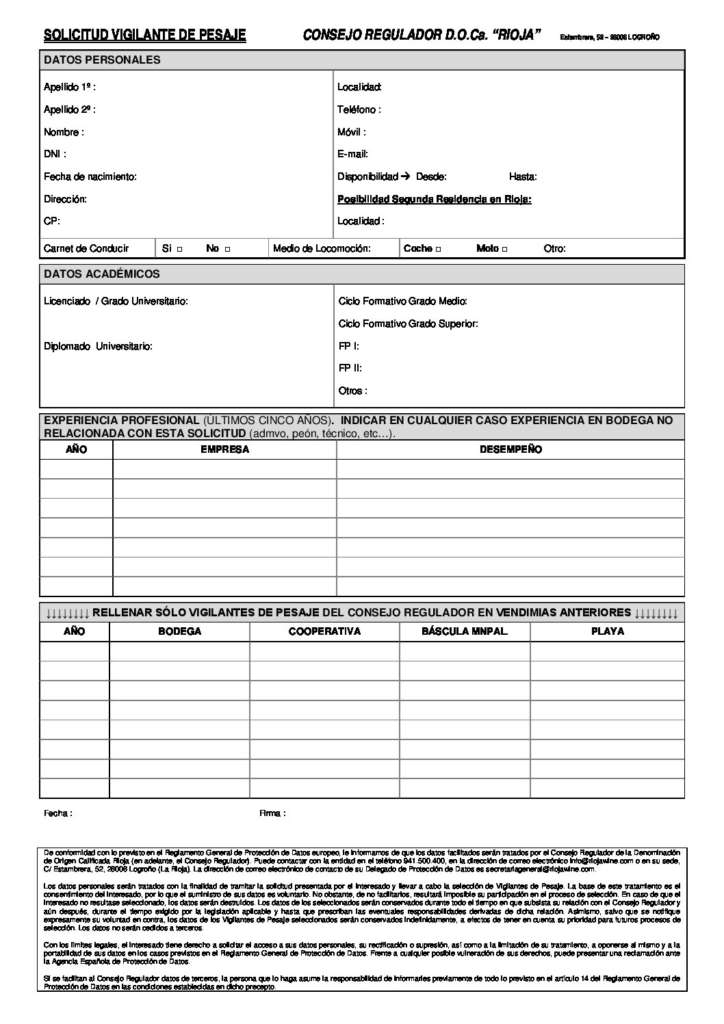 SOLICITUD VIGILANTE DE PESAJE CONSEJO REGULADOR D.O.Ca. “RIOJA” Estambrera, 52 – 26006 LOGROÑO
DATOS PERSONALES
Apellido 1º : Localidad:
Apellido 2º : Teléfono :
Nombre : Móvil :
DNI : E-mail:
Fecha de nacimiento: Disponibilidad → Desde: Hasta:
Dirección: Posibilidad Segunda Residencia en Rioja:
CP: Localidad :
Carnet de Conducir Si □ No □ Medio de Locomoción: Coche □ Moto □ Otro:
DATOS ACADÉMICOS
Licenciado / Grado Universitario: Ciclo Formativo Grado Medio:
Ciclo Formativo Grado Superior:
Diplomado Universitario: FP I:
FP II:
Otros :
EXPERIENCIA PROFESIONAL (ÚLTIMOS CINCO AÑOS). INDICAR EN CUALQUIER CASO EXPERIENCIA EN BODEGA NO
RELACIONADA CON ESTA SOLICITUD (admvo, peón, técnico, etc…).
AÑO EMPRESA DESEMPEÑO
↓↓↓↓↓↓↓↓ RELLENAR SÓLO VIGILANTES DE PESAJE DEL CONSEJO REGULADOR EN VENDIMIAS ANTERIORES ↓↓↓↓↓↓↓↓
AÑO BODEGA COOPERATIVA BÁSCULA MNPAL. PLAYA
Fecha : Firma :
De conformidad con lo previsto en el Reglamento General de Protección de Datos europeo, le informamos de que los datos facilitados serán tratados por el Consejo Regulador de la Denominación
de Origen Calificada Rioja (en adelante, el Consejo Regulador). Puede contactar con la entidad en el teléfono 941.500.400, en la dirección de correo electrónico info@riojawine.com o en su sede,
C/ Estambrera, 52, 26006 Logroño (La Rioja). La dirección de correo electrónico de contacto de su Delegado de Protección de Datos es secretariageneral@riojawine.com.
Los datos personales serán tratados con la finalidad de tramitar la solicitud presentada por el interesado y llevar a cabo la selección de Vigilantes de Pesaje. La base de este tratamiento es el
consentimiento del interesado, por lo que el suministro de sus datos es voluntario. No obstante, de no facilitarlos, resultará imposible su participación en el proceso de selección. En caso de que el
interesado no resultase seleccionado, los datos serán destruidos. Los datos de los seleccionados serán conservados durante todo el tiempo en que subsista su relación con el Consejo Regulador y
aún después, durante el tiempo exigido por la legislación aplicable y hasta que prescriban las eventuales responsabilidades derivadas de dicha relación. Asimismo, salvo que se notifique
expresamente su voluntad en contra, los datos de los Vigilantes de Pesaje seleccionados serán conservados indefinidamente, a efectos de tener en cuenta su prioridad para futuros procesos de
selección. Los datos no serán cedidos a terceros.
Con los límites legales, el interesado tiene derecho a solicitar el acceso a sus datos personales, su rectificación o supresión, así como a la limitación de su tratamiento, a oponerse al mismo y a la
portabilidad de sus datos en los casos previstos en el Reglamento General de Protección de Datos. Frente a cualquier posible vulneración de sus derechos, puede presentar una reclamación ante
la Agencia Española de Protección de Datos.
Si se facilitan al Consejo Regulador datos de terceros, la persona que lo haga asume la responsabilidad de informarles previamente de todo lo previsto en el artículo 14 del Reglamento General de
Protección de Datos en las condiciones establecidas en dicho precepto.